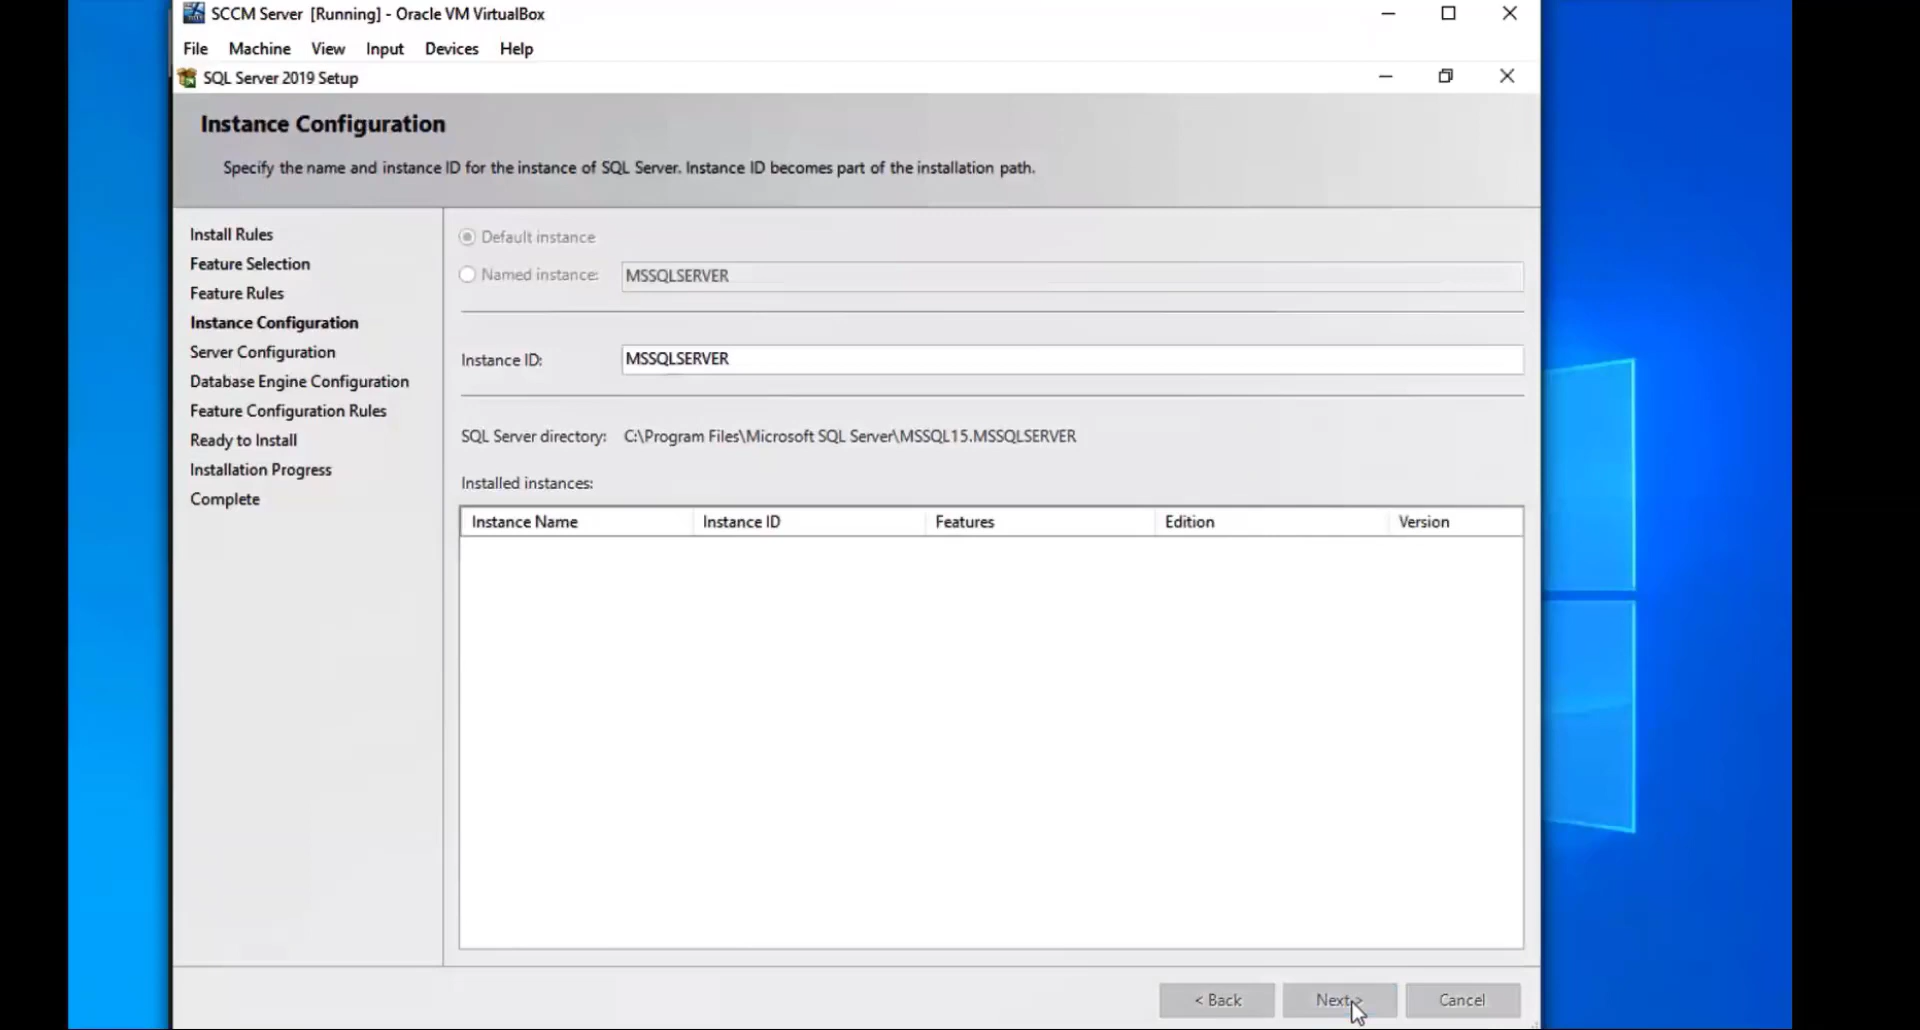 SCCM Server [Running] - Oracle VM VirtualBox
File Machine View Input Devices Help
SQL Server 2019 Setup
Instance Configuration
Specify the name and instance ID for the instance of SQL Server. Instance ID becomes part of the installation path.
Install Rules
Feature Selection
Feature Rules
Instance Configuration
Server Configuration
Database Engine Configuration
Feature Configuration Rules
Ready to Install
Installation Progress
Complete
Default instance
Named instance: MSSQLSERVER
Instance ID: MSSQLSERVER
SQL Server directory: C:\Program Files\Microsoft SQL Server\MSSQL15.MSSQLSERVER
Installed instances:
Instance Name Instance ID Features Edition Version
< Back Next > Cancel